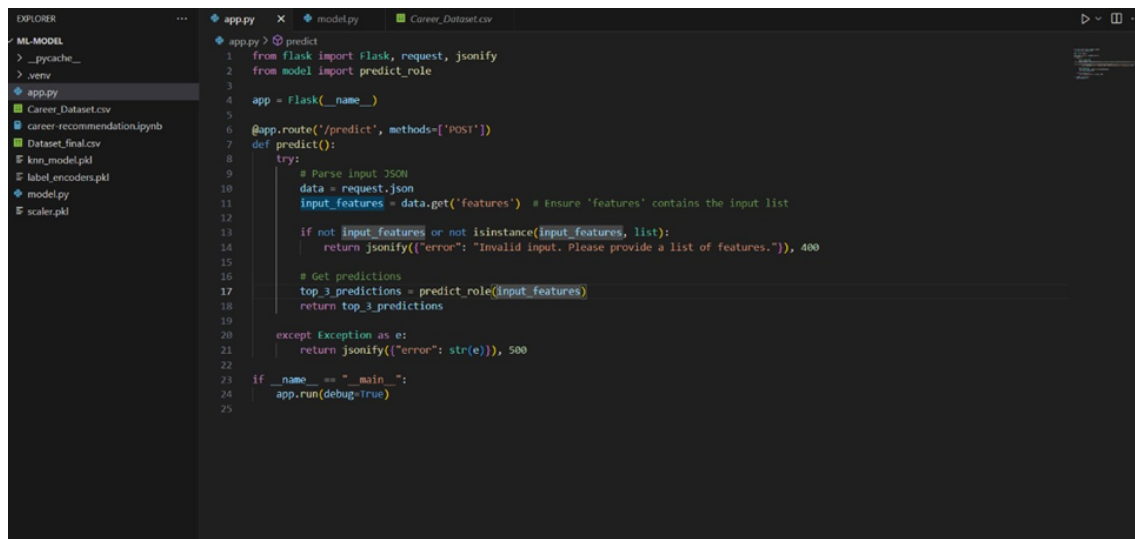 EXPLORER
ML-MODEL
__pycache__
.venv
app.py
Career_Dataset.csv
career-recommendation.ipynb
Dataset_final.csv
knn_model.pkl
label_encoders.pkl
model.py
scaler.pkl
app.py X model.py Career_Dataset.csv
app.py > predict
1 from flask import Flask, request, jsonify
2 from model import predict_role
3
4 app = Flask(__name__)
5
6 @app.route('/predict', methods=['POST'])
7 def predict():
8 try:
9 # Parse input JSON
10 data = request.json
11 input_features = data.get('features') # Ensure 'features' contains the input list
12
13 if not input_features or not isinstance(input_features, list):
14 return jsonify({"error": "Invalid input. Please provide a list of features."}), 400
15
16 # Get predictions
17 top_3_predictions = predict_role(input_features)
18 return top_3_predictions
19
20 except Exception as e:
21 return jsonify({"error": str(e)}), 500
22
23 if __name__ == "__main__":
24 app.run(debug=True)
25